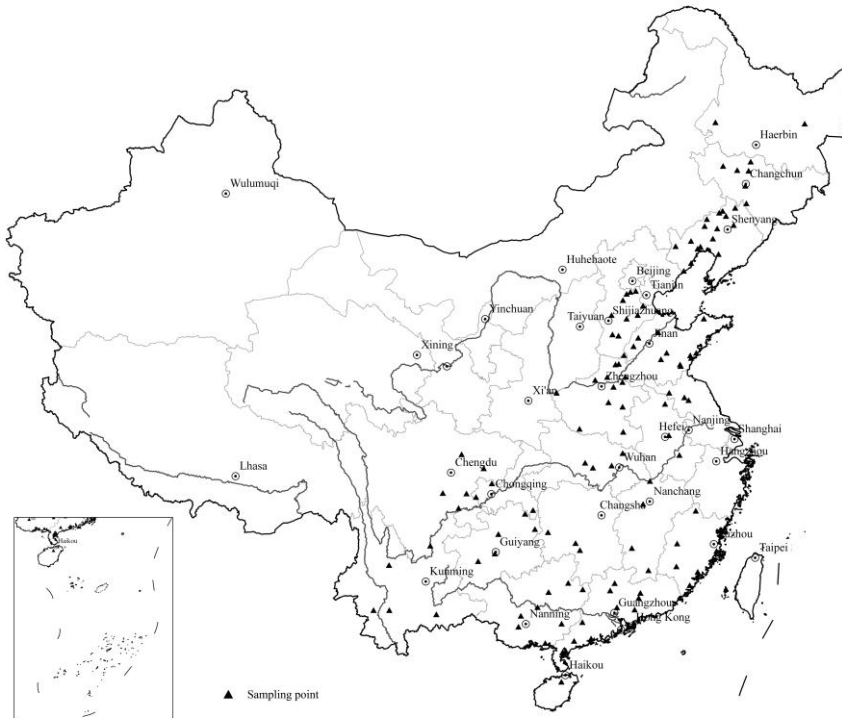 Haerbin
Changchun
Wulumuqi
Shenyang
Huhehaote
Beijing
Tianjin
Yinchuan
Taiyuan
Shijiazhuang
Jinan
Xining
Zhengzhou
Xi'an
Nanjing
Hefei
Shanghai
Hangzhou
Wuhan
Chengdu
Lhasa
Chongqing
Nanchang
Changsha
Fuzhou
Guiyang
Taipei
Kunming
Guangzhou
Hong Kong
Nanning
Haikou
Haikou
Sampling point